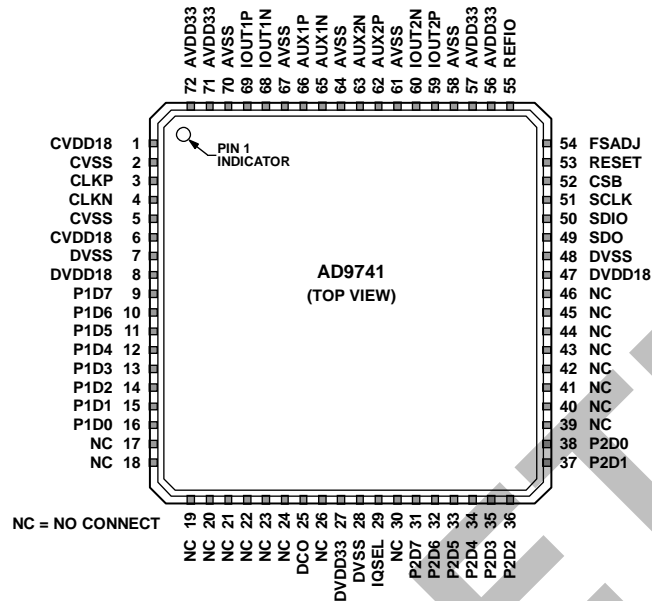 72 AVDD33
71 AVDD33
70 AVSS
69 IOUT1P
68 IOUT1N
67 AVSS
66 AUX1P
65 AUX1N
64 AVSS
63 AUX2N
62 AUX2P
61 AVSS
60 IOUT2N
59 IOUT2P
58 AVSS
57 AVDD33
56 AVDD33
55 REFIO
CVDD18 1
CVSS 2
CLKP 3
CLKN 4
CVSS 5
CVDD18 6
DVSS 7
DVDD18 8
P1D7 9
P1D6 10
P1D5 11
P1D4 12
P1D3 13
P1D2 14
P1D1 15
P1D0 16
NC 17
NC 18
PIN 1
INDICATOR
AD9741
(TOP VIEW)
54 FSADJ
53 RESET
52 CSB
51 SCLK
50 SDIO
49 SDO
48 DVSS
47 DVDD18
46 NC
45 NC
44 NC
43 NC
42 NC
41 NC
40 NC
39 NC
38 P2D0
37 P2D1
NC = NO CONNECT
NC 19
NC 20
NC 21
NC 22
NC 23
NC 24
DCO 25
NC 26
DVDD33 27
DVSS 28
IQSEL 29
NC 30
P2D7 31
P2D6 32
P2D5 33
P2D4 34
P2D3 35
P2D2 36